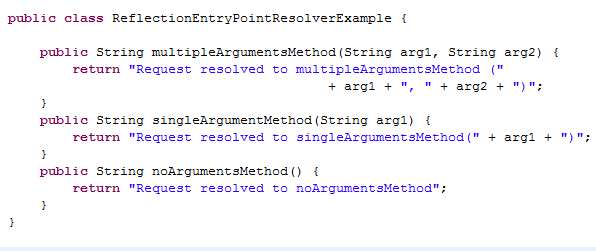 public class ReflectionEntryPointResolverExample {
public String multipleArgumentsMethod(String arg1, String arg2) {
return "Request resolved to multipleArgumentsMethod ("
+ arg1 + ", " + arg2 + ")";
}
public String singleArgumentMethod(String arg1) {
return "Request resolved to singleArgumentsMethod(" + arg1 + ")";
}
public String noArgumentsMethod() {
return "Request resolved to noArgumentsMethod";
}
}